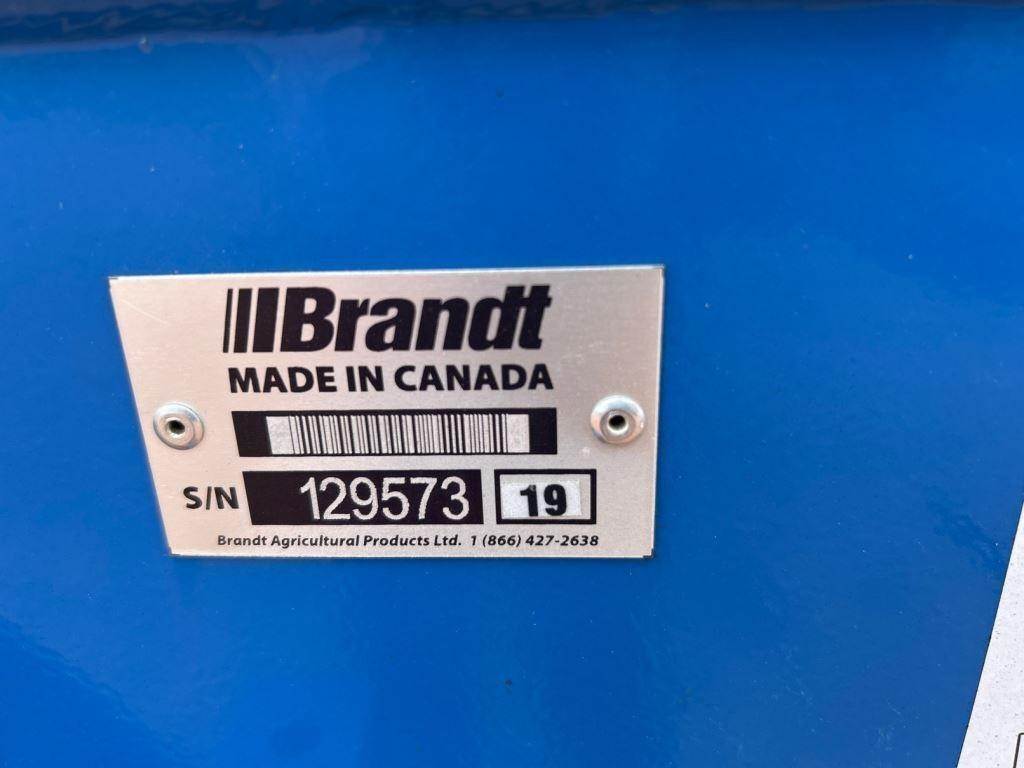 Brandt
MADE IN CANADA
S/N 129573 19
Brandt Agricultural Products Ltd. 1 (866) 427-2638